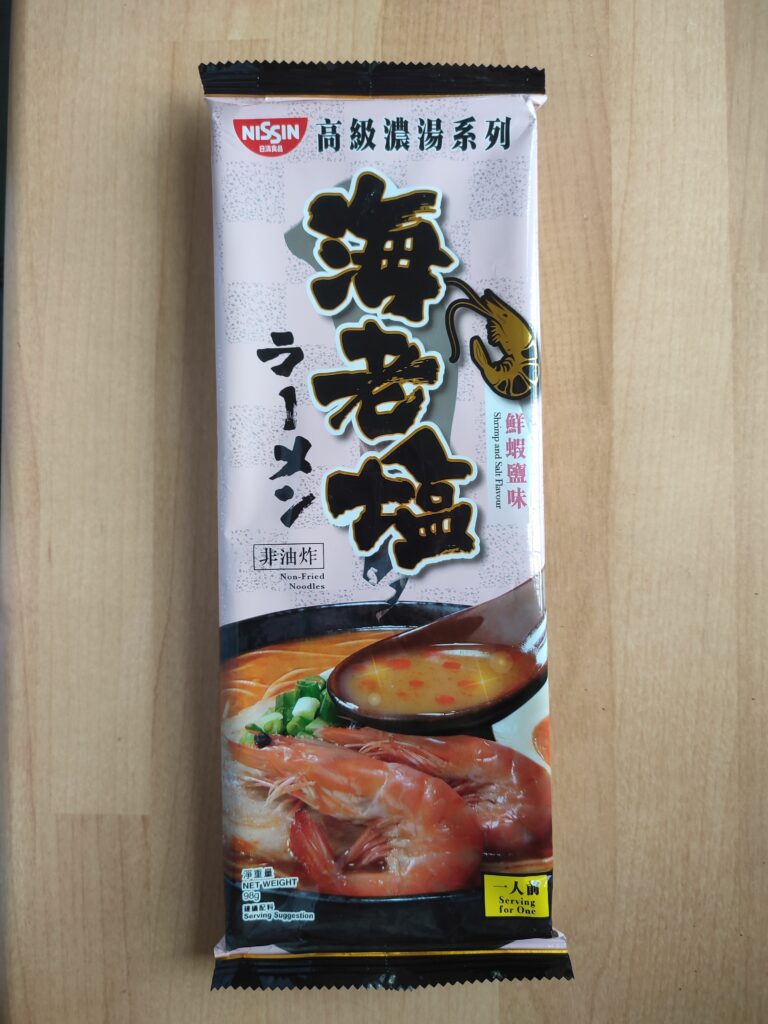 NISSIN
日清食品
高級濃湯系列
海老塩
ラーメン
鮮蝦鹽味
Shrimp and Salt Flavour
非油炸
Non-Fried
Noodles
淨重量
NET WEIGHT
98g
建議配料
Serving Suggestion
一人前
Serving
for One